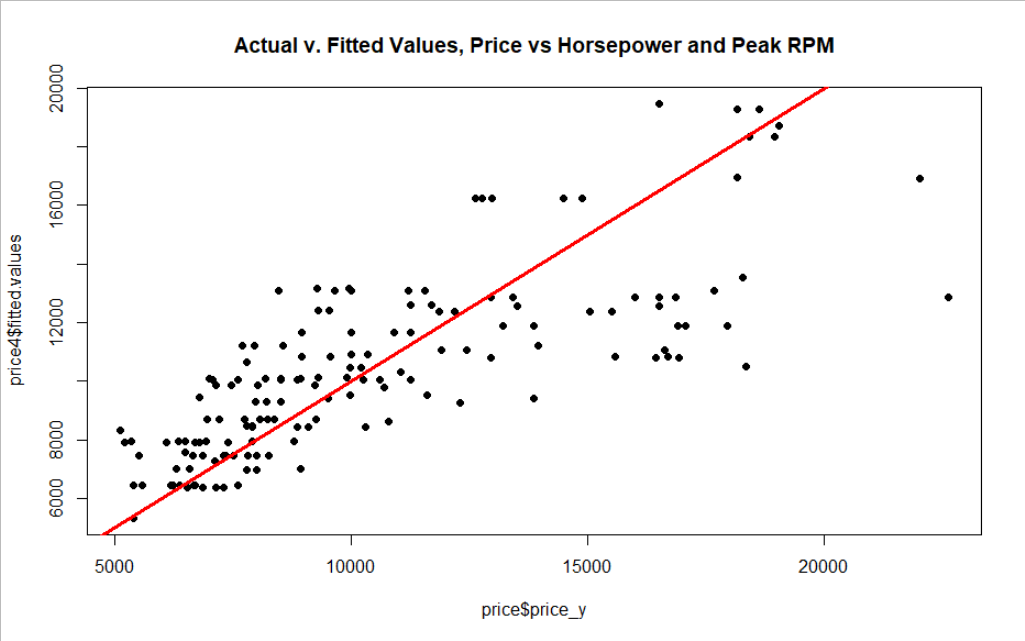 Actual v. Fitted Values, Price vs Horsepower and Peak RPM
price4$fitted.values
20000
16000
12000
8000
6000
5000 10000 15000 20000
price$price_y